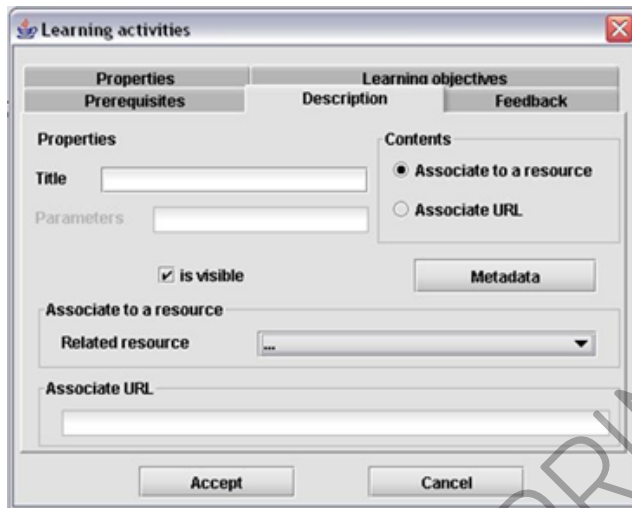 Learning activities
Properties Learning objectives
Prerequisites Description Feedback
Properties Contents
Title
Associate to a resource
Parameters
Associate URL
is visible Metadata
Associate to a resource
Related resource ...
Associate URL
Accept Cancel
PRIN